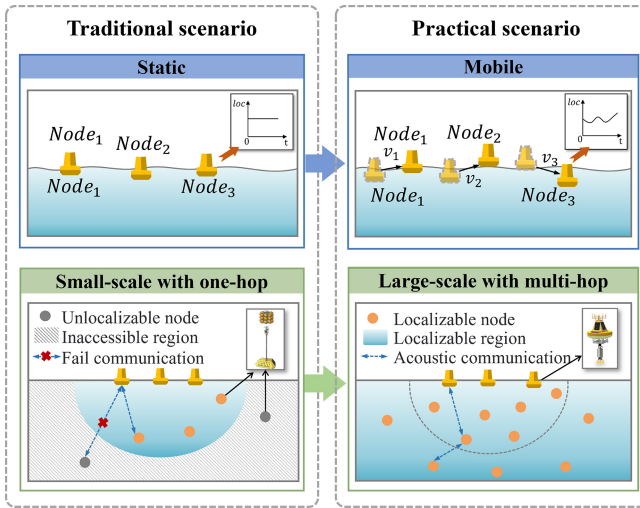 Traditional scenario
Static
loc
0
t
Node1
Node2
Node1
Node3
Small-scale with one-hop
Unlocalizable node
Inaccessible region
Fail communication
Practical scenario
Mobile
loc
0
t
Node1
Node2
v1
v2
v3
Node1
Node3
Large-scale with multi-hop
Localizable node
Localizable region
Acoustic communication